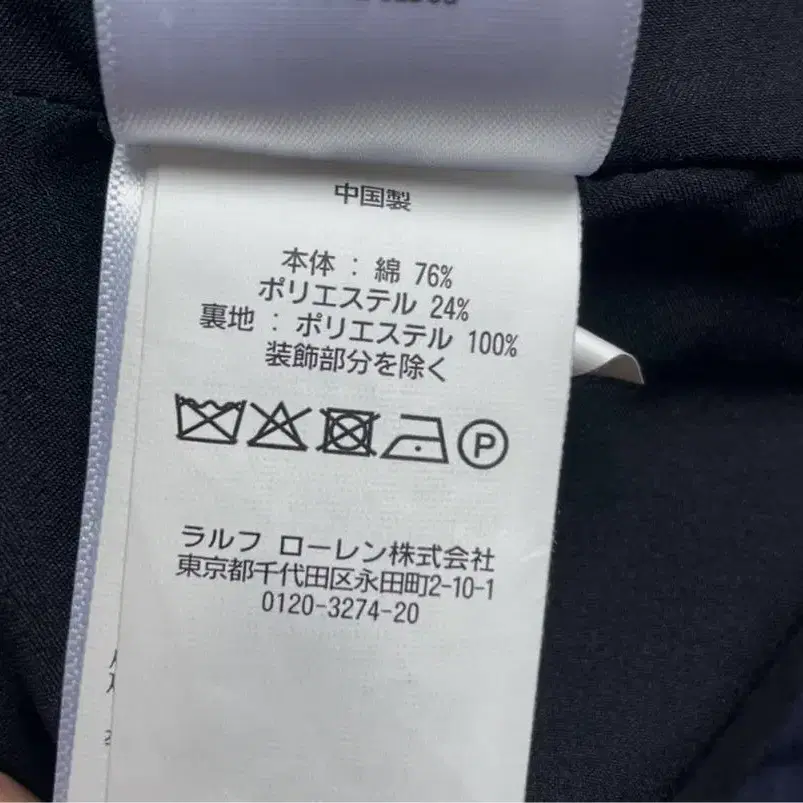 中国製
本体 : 綿 76%
ポリエステル 24%
裏地 : ポリエステル 100%
装飾部分を除く
P
ラルフ ローレン株式会社
東京都千代田区永田町2-10-1
0120-3274-20